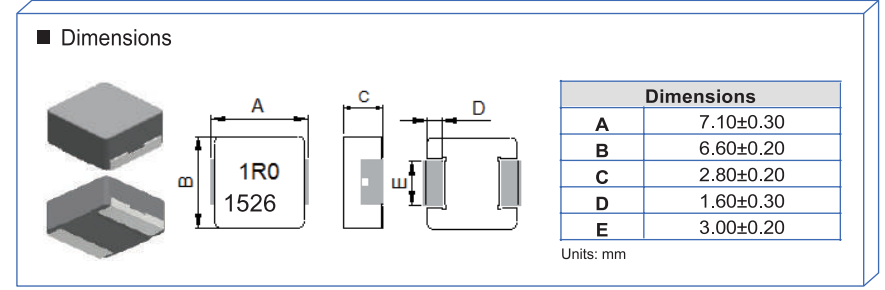 ■ Dimensions
A
B
1R0
1526
C
D
E
Dimensions
A 7.10±0.30
B 6.60±0.20
C 2.80±0.20
D 1.60±0.30
E 3.00±0.20
Units: mm